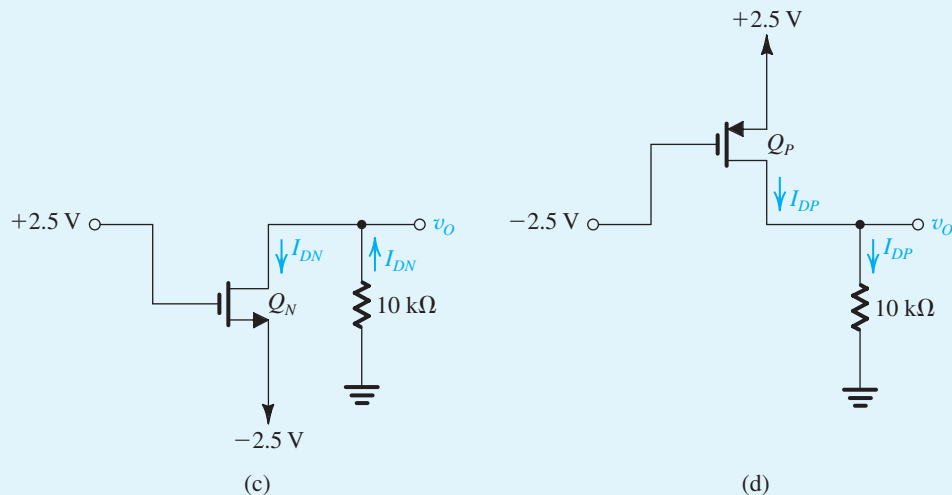 +2.5 V
I_DN
I_DN
v_O
Q_N
10 kΩ
−2.5 V
(c)
+2.5 V
Q_P
−2.5 V
I_DP
v_O
I_DP
10 kΩ
(d)